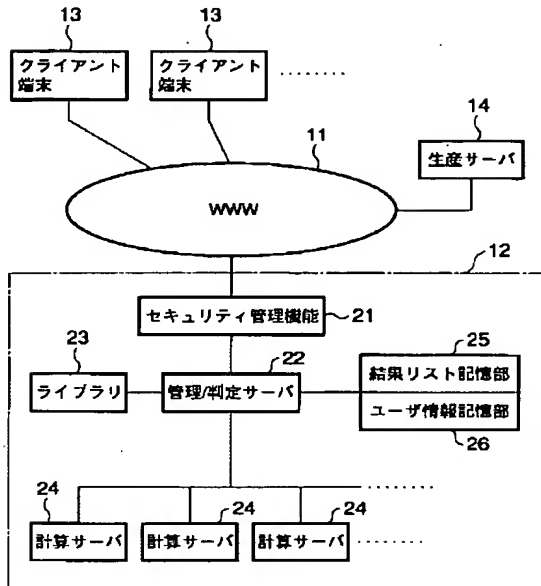 13
13
クライアント
端末
クライアント
端末
14
11
生産サーバ
WWW
12
セキュリティ管理機能
21
23
22
25
ライブラリ
管理/判定サーバ
結果リスト記憶部
ユーザ情報記憶部
26
24
24
24
計算サーバ
計算サーバ
計算サーバ